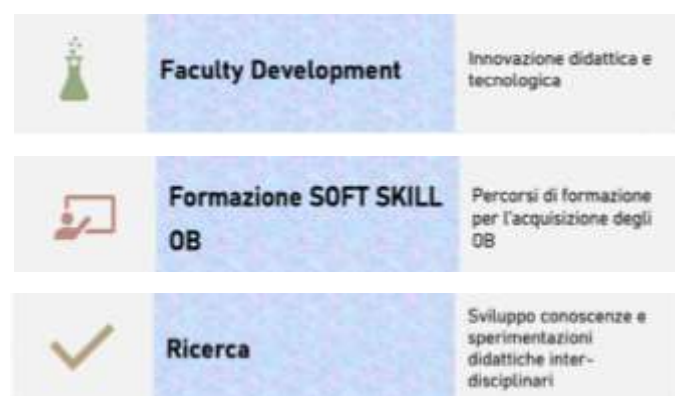 Faculty Development
Innovazione didattica e
tecnologica
Formazione SOFT SKILL
OB
Percorsi di formazione
per l'acquisizione degli
OB
Ricerca
Sviluppo conoscenze e
sperimentazioni
didattiche inter-
disciplinari